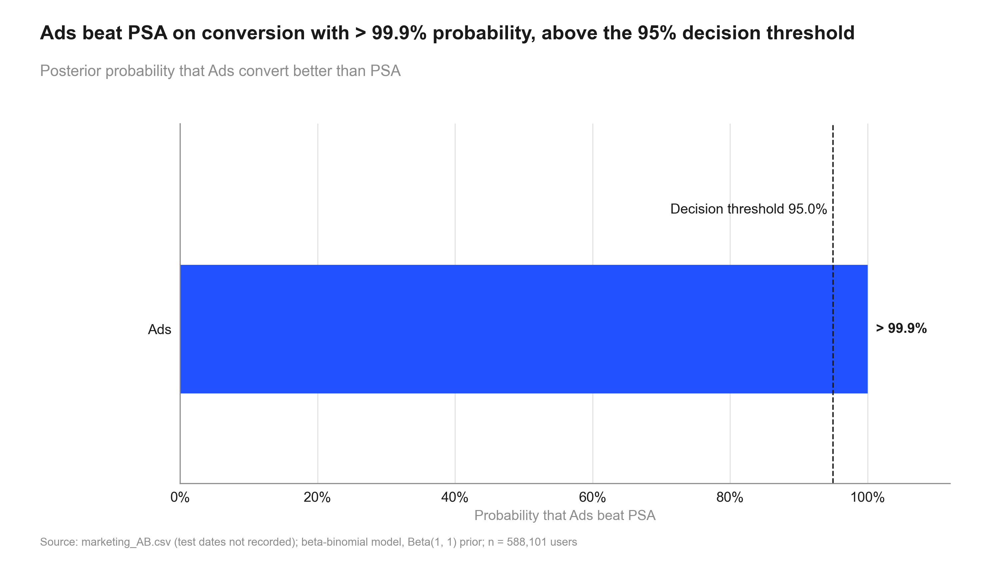 Ads beat PSA on conversion with > 99.9% probability, above the 95% decision threshold
Posterior probability that Ads convert better than PSA
Decision threshold 95.0%
Ads
> 99.9%
0%
20%
40%
60%
80%
100%
Probability that Ads beat PSA
Source: marketing_AB.csv (test dates not recorded); beta-binomial model, Beta(1, 1) prior; n = 588,101 users